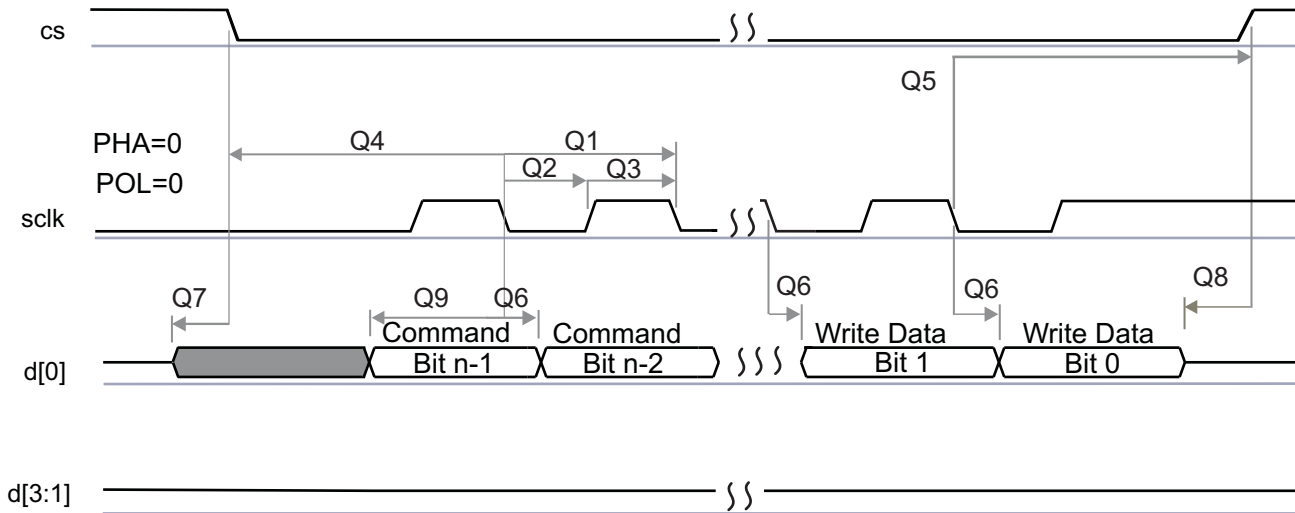 cs
Q5
PHA=0
Q4
Q1
POL=0
Q2
Q3
sclk
Q7
Q9
Q6
Q6
Q6
Q8
Command
Command
Write Data
Write Data
d[0]
Bit n-1
Bit n-2
Bit 1
Bit 0
d[3:1]